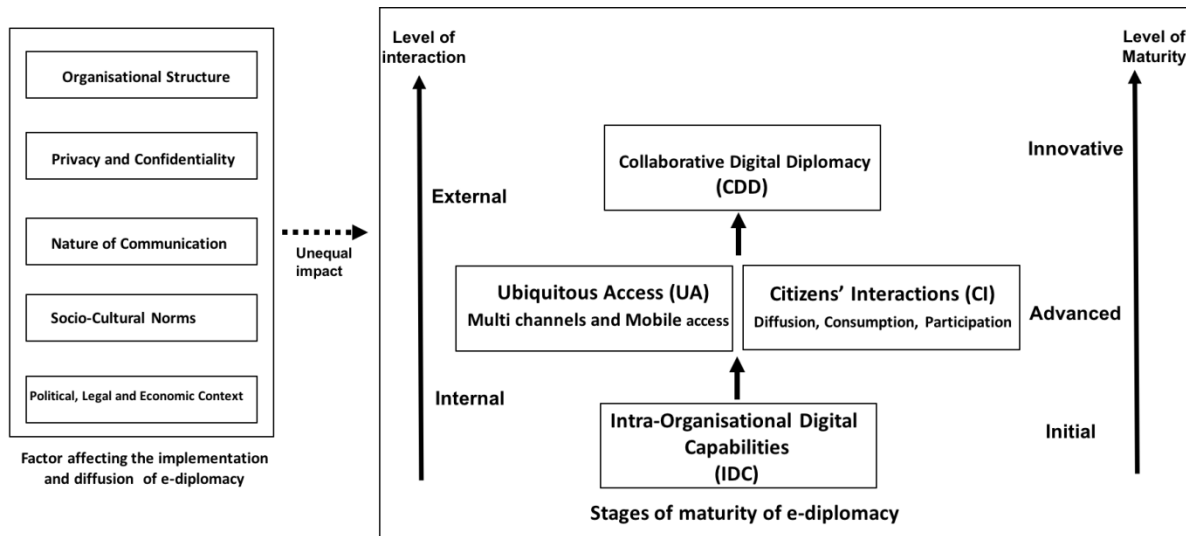 Organisational Structure
Privacy and Confidentiality
Nature of Communication
Socio-Cultural Norms
Political, Legal and Economic Context
Factor affecting the implementation
and diffusion of e-diplomacy
Unequal
impact
Level of
interaction
External
Internal
Collaborative Digital Diplomacy
(CDD)
Ubiquitous Access (UA)
Multi channels and Mobile access
Citizens’ Interactions (CI)
Diffusion, Consumption, Participation
Intra-Organisational Digital
Capabilities
(IDC)
Stages of maturity of e-diplomacy
Level of
Maturity
Innovative
Advanced
Initial